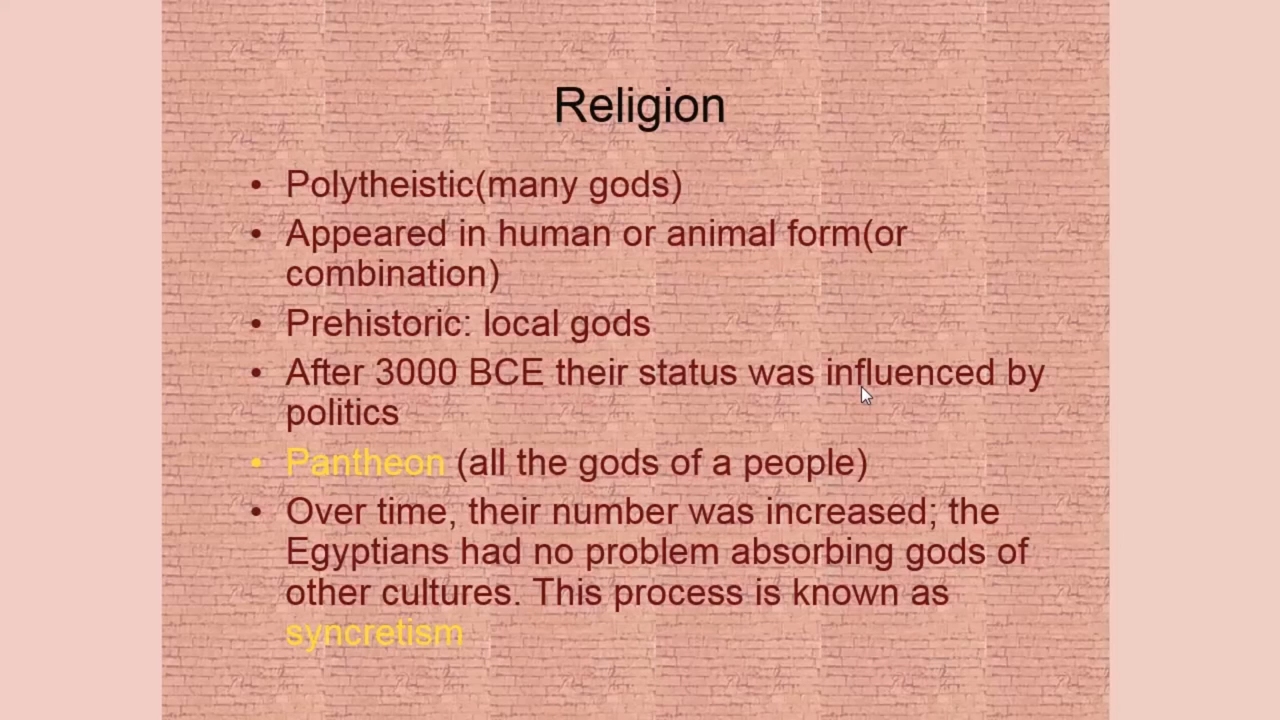 Religion
• Polytheistic(many gods)
• Appeared in human or animal form(or
combination)
• Prehistoric: local gods
• After 3000 BCE their status was influenced by
politics
• Pantheon (all the gods of a people)
• Over time, their number was increased; the
Egyptians had no problem absorbing gods of
other cultures. This process is known as
syncretism